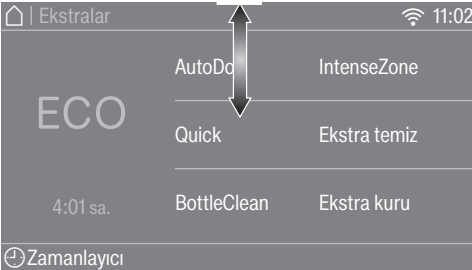 Ekstralar 11:02
AutoDo IntenseZone
ECO
Quick Ekstra temiz
4:01 sa.
BottleClean Ekstra kuru
Zamanlayıcı